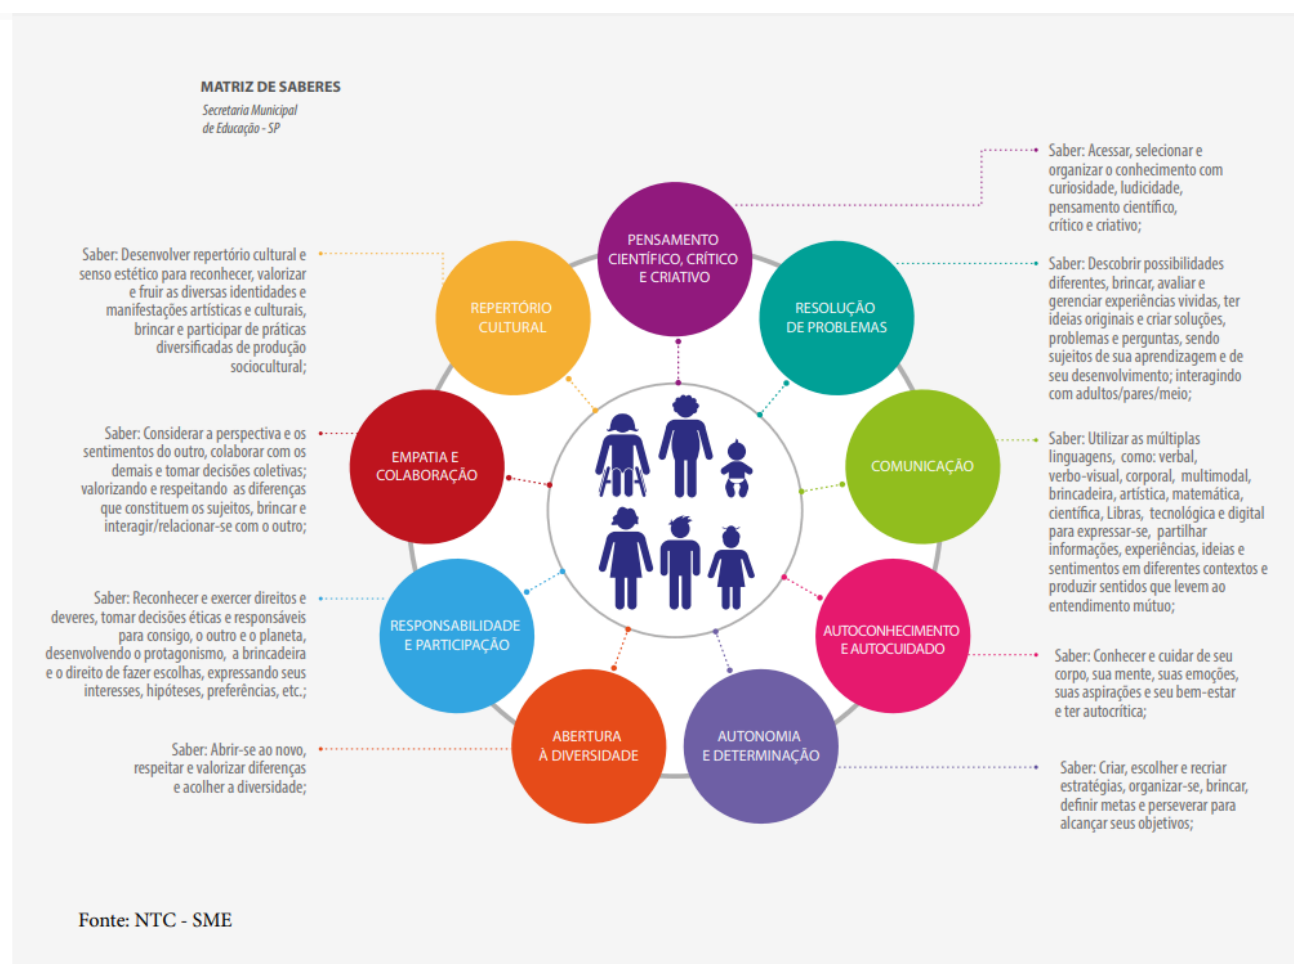 MATRIZ DE SABERES
Secretaria Municipal
de Educação - SP
PENSAMENTO
CIENTÍFICO, CRÍTICO
E CRIATIVO
Saber: Acessar, selecionar e
organizar o conhecimento com
curiosidade, ludicidade,
pensamento científico,
crítico e criativo;
RESOLUÇÃO
DE PROBLEMAS
Saber: Descobrir possibilidades
diferentes, brincar, avaliar e
gerenciar experiências vividas, ter
ideias originais e criar soluções,
problemas e perguntas, sendo
sujeitos de sua aprendizagem e de
seu desenvolvimento; interagindo
com adultos/pares/meio;
COMUNICAÇÃO
Saber: Utilizar as múltiplas
linguagens, como: verbal,
verbo-visual, corporal, multimodal,
brincadeira, artística, matemática,
científica, Libras, tecnológica e digital
para expressar-se, partilhar
informações, experiências, ideias e
sentimentos em diferentes contextos e
produzir sentidos que levem ao
entendimento mútuo;
AUTOCONHECIMENTO
E AUTOCUIDADO
Saber: Conhecer e cuidar de seu
corpo, sua mente, suas emoções,
suas aspirações e seu bem-estar
e ter autocrítica;
AUTONOMIA
E DETERMINAÇÃO
Saber: Criar, escolher e recriar
estratégias, organizar-se, brincar,
definir metas e perseverar para
alcançar seus objetivos;
ABERTURA
À DIVERSIDADE
Saber: Abrir-se ao novo,
respeitar e valorizar diferenças
e acolher a diversidade;
RESPONSABILIDADE
E PARTICIPAÇÃO
Saber: Reconhecer e exercer direitos e
deveres, tomar decisões éticas e responsáveis
para consigo, o outro e o planeta,
desenvolvendo o protagonismo, a brincadeira
e o direito de fazer escolhas, expressando seus
interesses, hipóteses, preferências, etc.;
EMPATIA E
COLABORAÇÃO
Saber: Considerar a perspectiva e os
sentimentos do outro, colaborar com os
demais e tomar decisões coletivas;
valorizando e respeitando as diferenças
que constituem os sujeitos, brincar e
interagir/relacionar-se com o outro;
REPERTÓRIO
CULTURAL
Saber: Desenvolver repertório cultural e
senso estético para reconhecer, valorizar
e fruir as diversas identidades e
manifestações artísticas e culturais,
brincar e participar de práticas
diversificadas de produção
sociocultural;
Fonte: NTC - SME